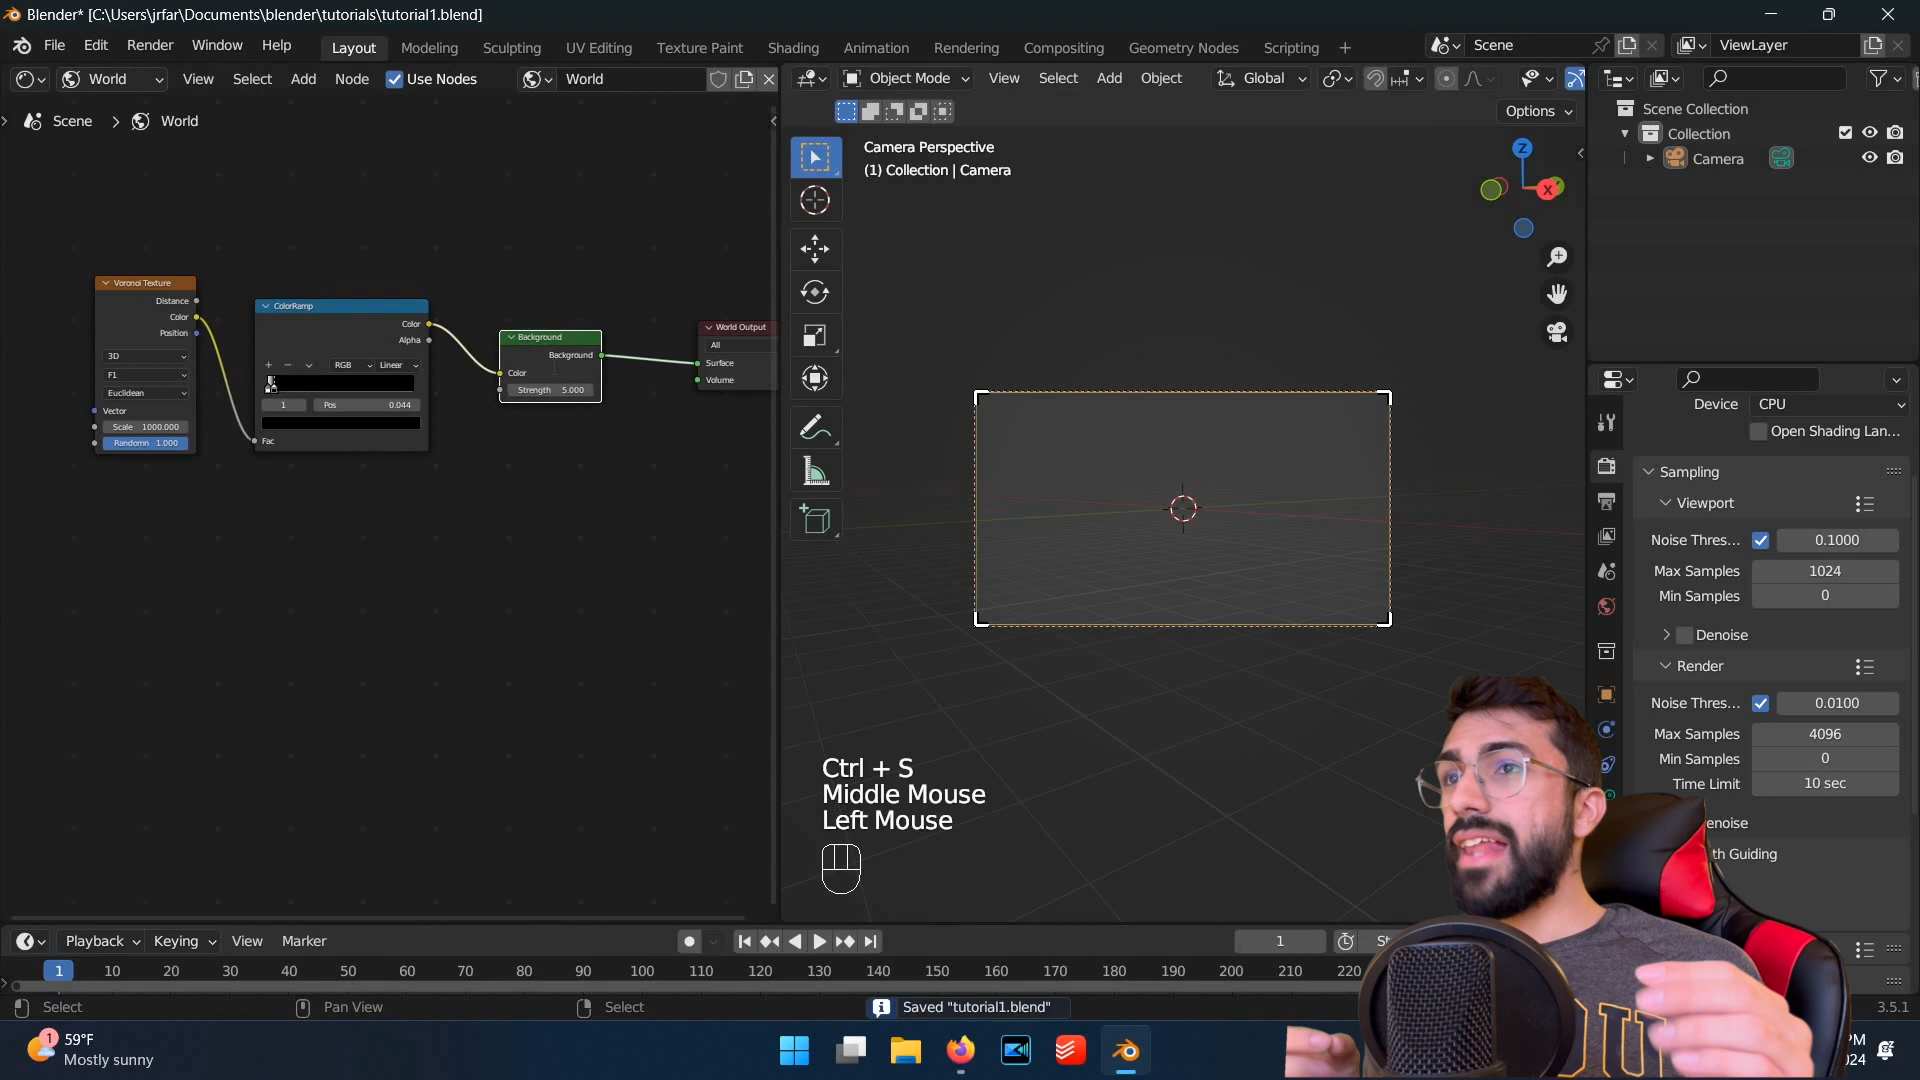 Blender* [C:\Users\jrfar\Documents\blender\tutorials\tutorial1.blend]
File Edit Render Window Help Layout Modeling Sculpting UV Editing Texture Paint Shading Animation Rendering Compositing Geometry Nodes Scripting + Scene ViewLayer
World View Select Add Node Use Nodes World Object Mode View Select Add Object Global
Options
Scene > World
Scene Collection
Collection
Camera
Camera Perspective
(1) Collection | Camera
Z
X
Voronoi Texture
Distance
Color
Position
3D
F1
Euclidean
Vector
Scale 1000.000
Randomn 1.000
ColorRamp
Color
Alpha
RGB Linear
1 Pos 0.044
Fac
Background
Background
Color
Strength 5.000
World Output
All
Surface
Volume
Device CPU
Open Shading Lan...
Sampling
Viewport
Noise Thres... 0.1000
Max Samples 1024
Min Samples 0
Denoise
Render
Noise Thres... 0.0100
Max Samples 4096
Min Samples 0
Time Limit 10 sec
enoise
th Guiding
Ctrl + S
Middle Mouse
Left Mouse
Playback Keying View Marker 1 St
1 10 20 30 40 50 60 70 80 90 100 110 120 130 140 150 160 170 180 190 200 210 220
Select Pan View Select Saved "tutorial1.blend" 3.5.1
1
59°F
Mostly sunny
PM
024